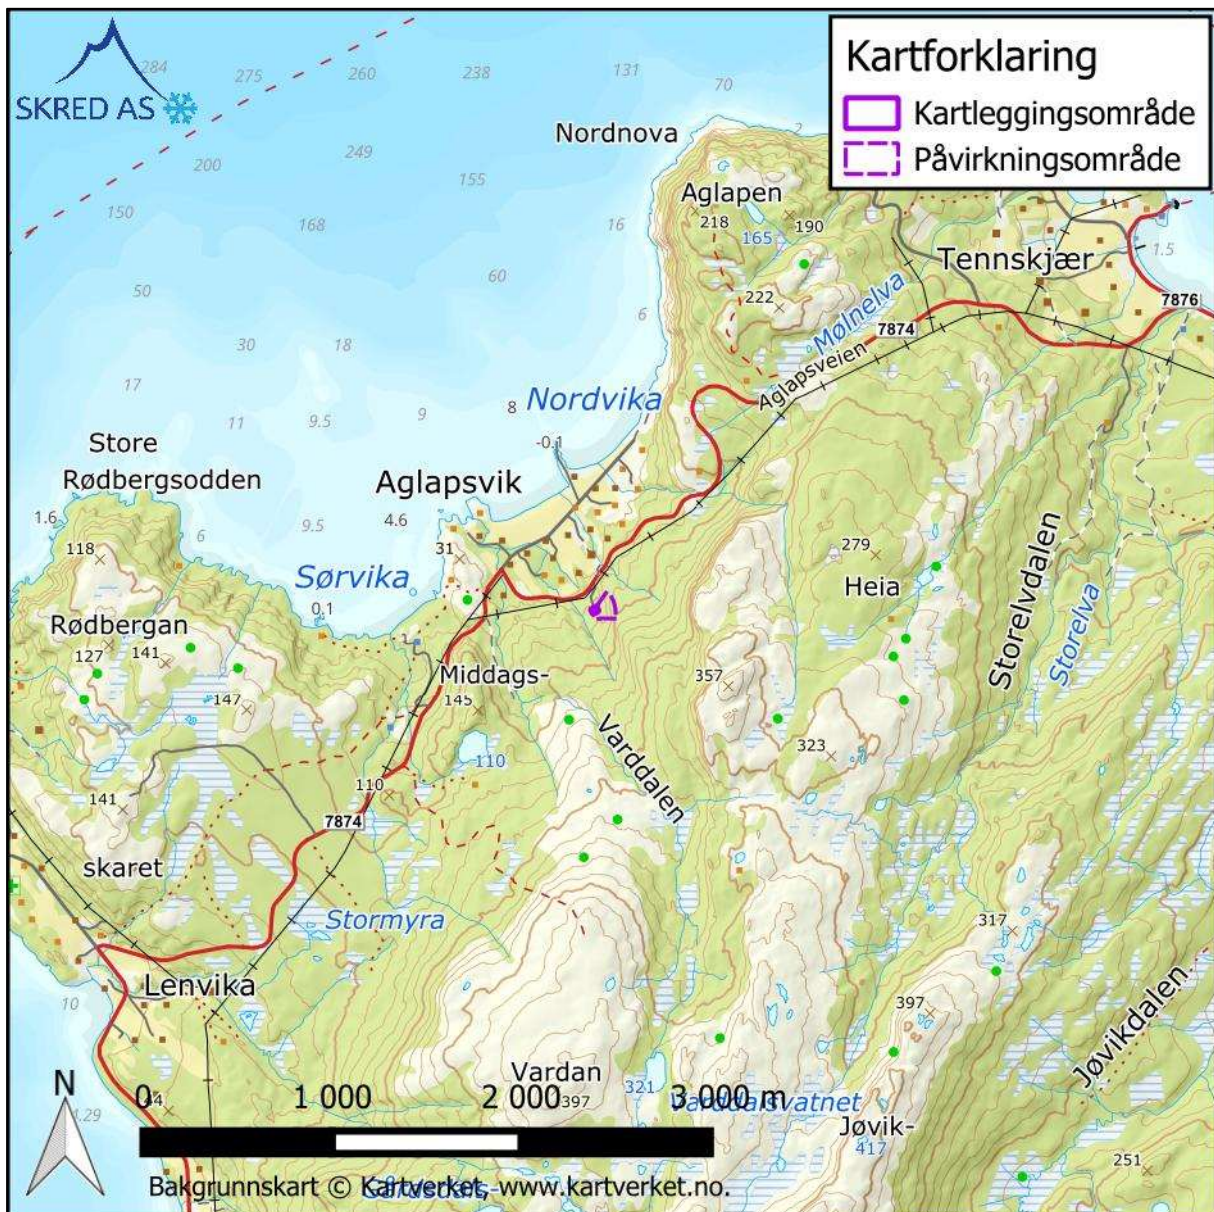 SKRED AS
Kartforklaring
Kartleggingsområde
Påvirkningsområde
284
275
260
238
131
70
2
Nordnova
200
249
155
Aglapen
150
168
16
218
165
190
Tennskjær
1.5
50
60
222
Mølnelva
7876
30
18
6
7874
17
Aglapsveien
11
9.5
9
8
Nordvika
-0.1
Store
Rødbergsodden
Aglapsvik
1.6
6
9.5
4.6
118
31
279
Sørvika
Heia
Storelvdalen
0.1
Rødbergan
Storelva
127
141
Middags-
357
147
145
Varddalen
323
110
141
110
7874
skaret
Stormyra
317
Lenvika
10
397
Jøvikdalen
N
Vardan
0
1 000
2 000
3 000 m
321
44
4.29
397
Varddalsvatnet
Jøvik-
417
251
Bakgrunnskart © Kartverket, www.kartverket.no.